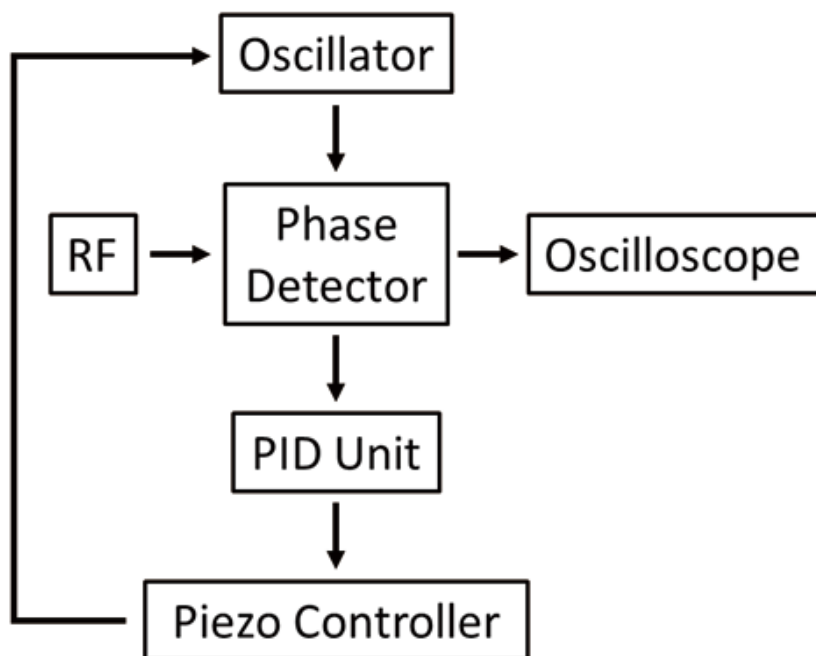 Oscillator
RF
Phase
Detector
Oscilloscope
PID Unit
Piezo Controller